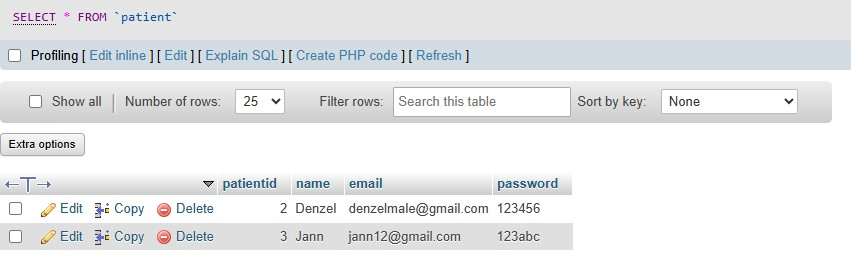 SELECT * FROM `patient`
Profiling [ Edit inline ] [ Edit ] [ Explain SQL ] [ Create PHP code ] [ Refresh ]
Show all | Number of rows: 25 Filter rows: Search this table Sort by key: None
Extra options
←T→ patientid name email password
Edit Copy Delete 2 Denzel denzelmale@gmail.com 123456
Edit Copy Delete 3 Jann jann12@gmail.com 123abc